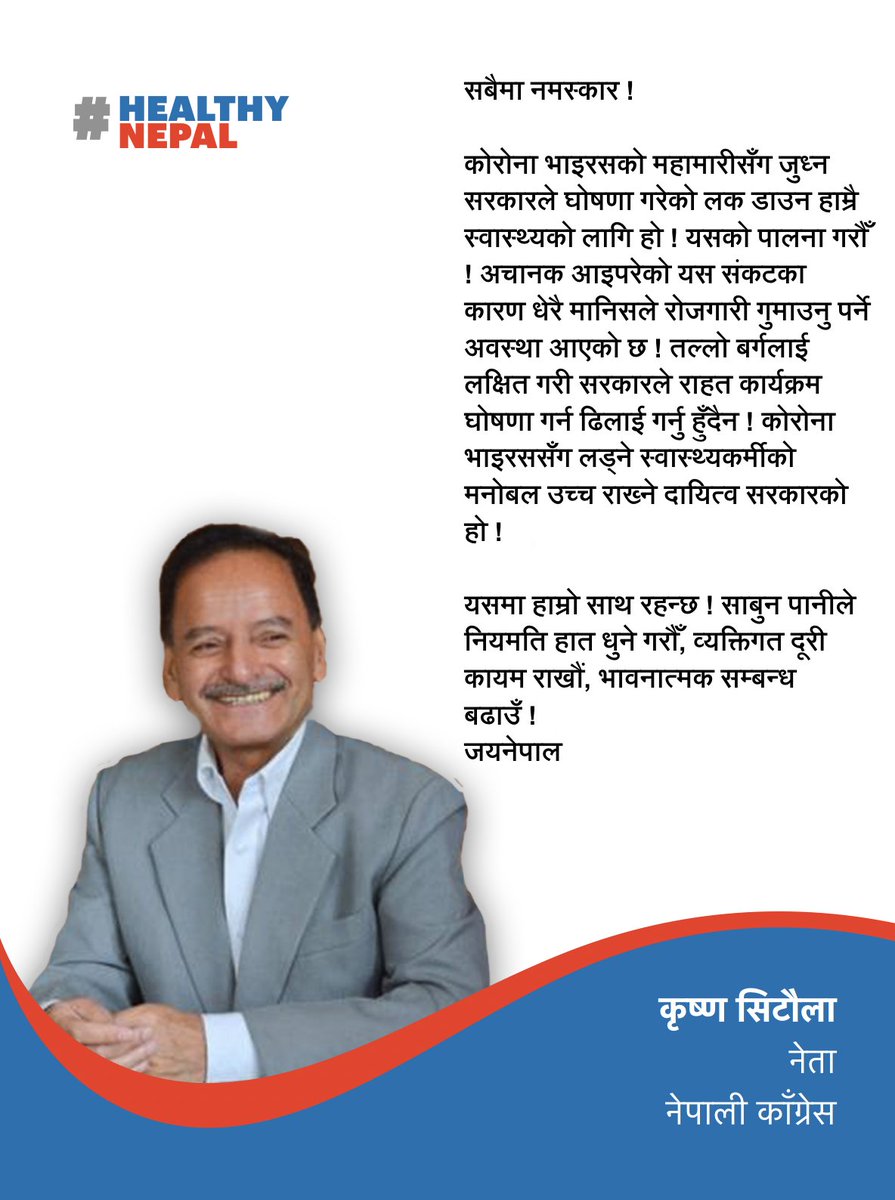 #HEALTHY
NEPAL
सबैमा नमस्कार !
कोरोना भाइरसको महामारीसँग जुध्न
सरकारले घोषणा गरेको लक डाउन हाम्रै
स्वास्थ्यको लागि हो ! यसको पालना गरौँ
! अचानक आइपरेको यस संकटका
कारण धेरै मानिसले रोजगारी गुमाउनु पर्ने
अवस्था आएको छ ! तल्लो बर्गलाई
लक्षित गरी सरकारले राहत कार्यक्रम
घोषणा गर्न ढिलाई गर्नु हुँदैन ! कोरोना
भाइरससँग लड्ने स्वास्थ्यकर्मीको
मनोबल उच्च राख्ने दायित्व सरकारको
हो !
यसमा हाम्रो साथ रहन्छ ! साबुन पानीले
नियमति हात धुने गरौँ, व्यक्तिगत दूरी
कायम राखौं, भावनात्मक सम्बन्ध
बढाउँ !
जयनेपाल
कृष्ण सिटौला
नेता
नेपाली काँग्रेस